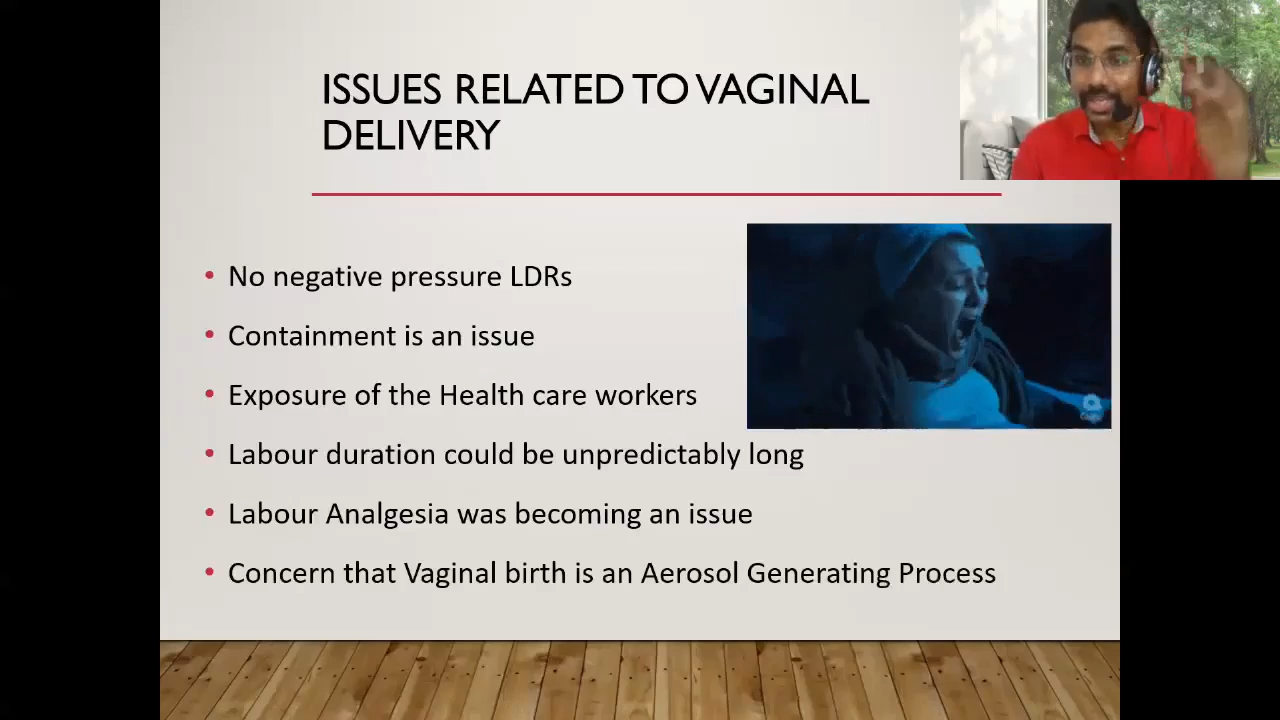 ISSUES RELATED TO VAGINAL
DELIVERY
• No negative pressure LDRs
• Containment is an issue
• Exposure of the Health care workers
• Labour duration could be unpredictably long
• Labour Analgesia was becoming an issue
• Concern that Vaginal birth is an Aerosol Generating Process